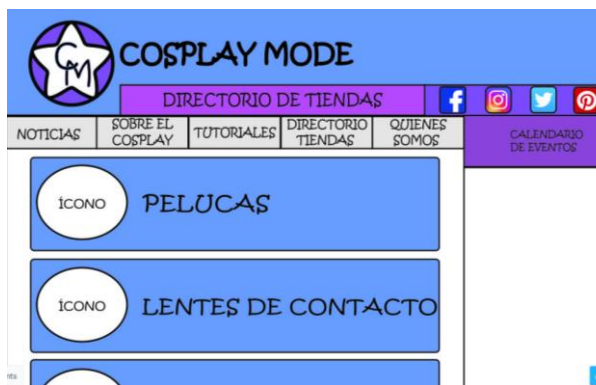 CM
COSPLAY MODE
DIRECTORIO DE TIENDAS
NOTICIAS
SOBRE EL
COSPLAY
TUTORIALES
DIRECTORIO
TIENDAS
QUIENES
SOMOS
CALENDARIO
DE EVENTOS
ÍCONO
PELUCAS
ÍCONO
LENTES DE CONTACTO